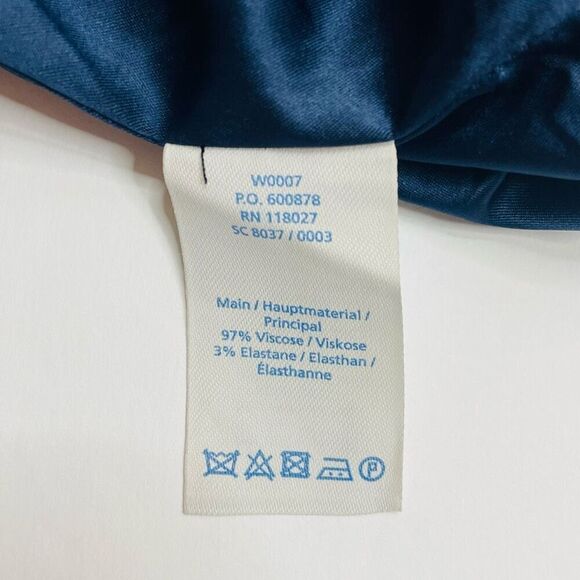 W0007
P.O. 600878
RN 118027
SC 8037 / 0003
Main / Hauptmaterial /
Principal
97% Viscose / Viskose
3% Elastane / Elasthan /
Élasthanne
P